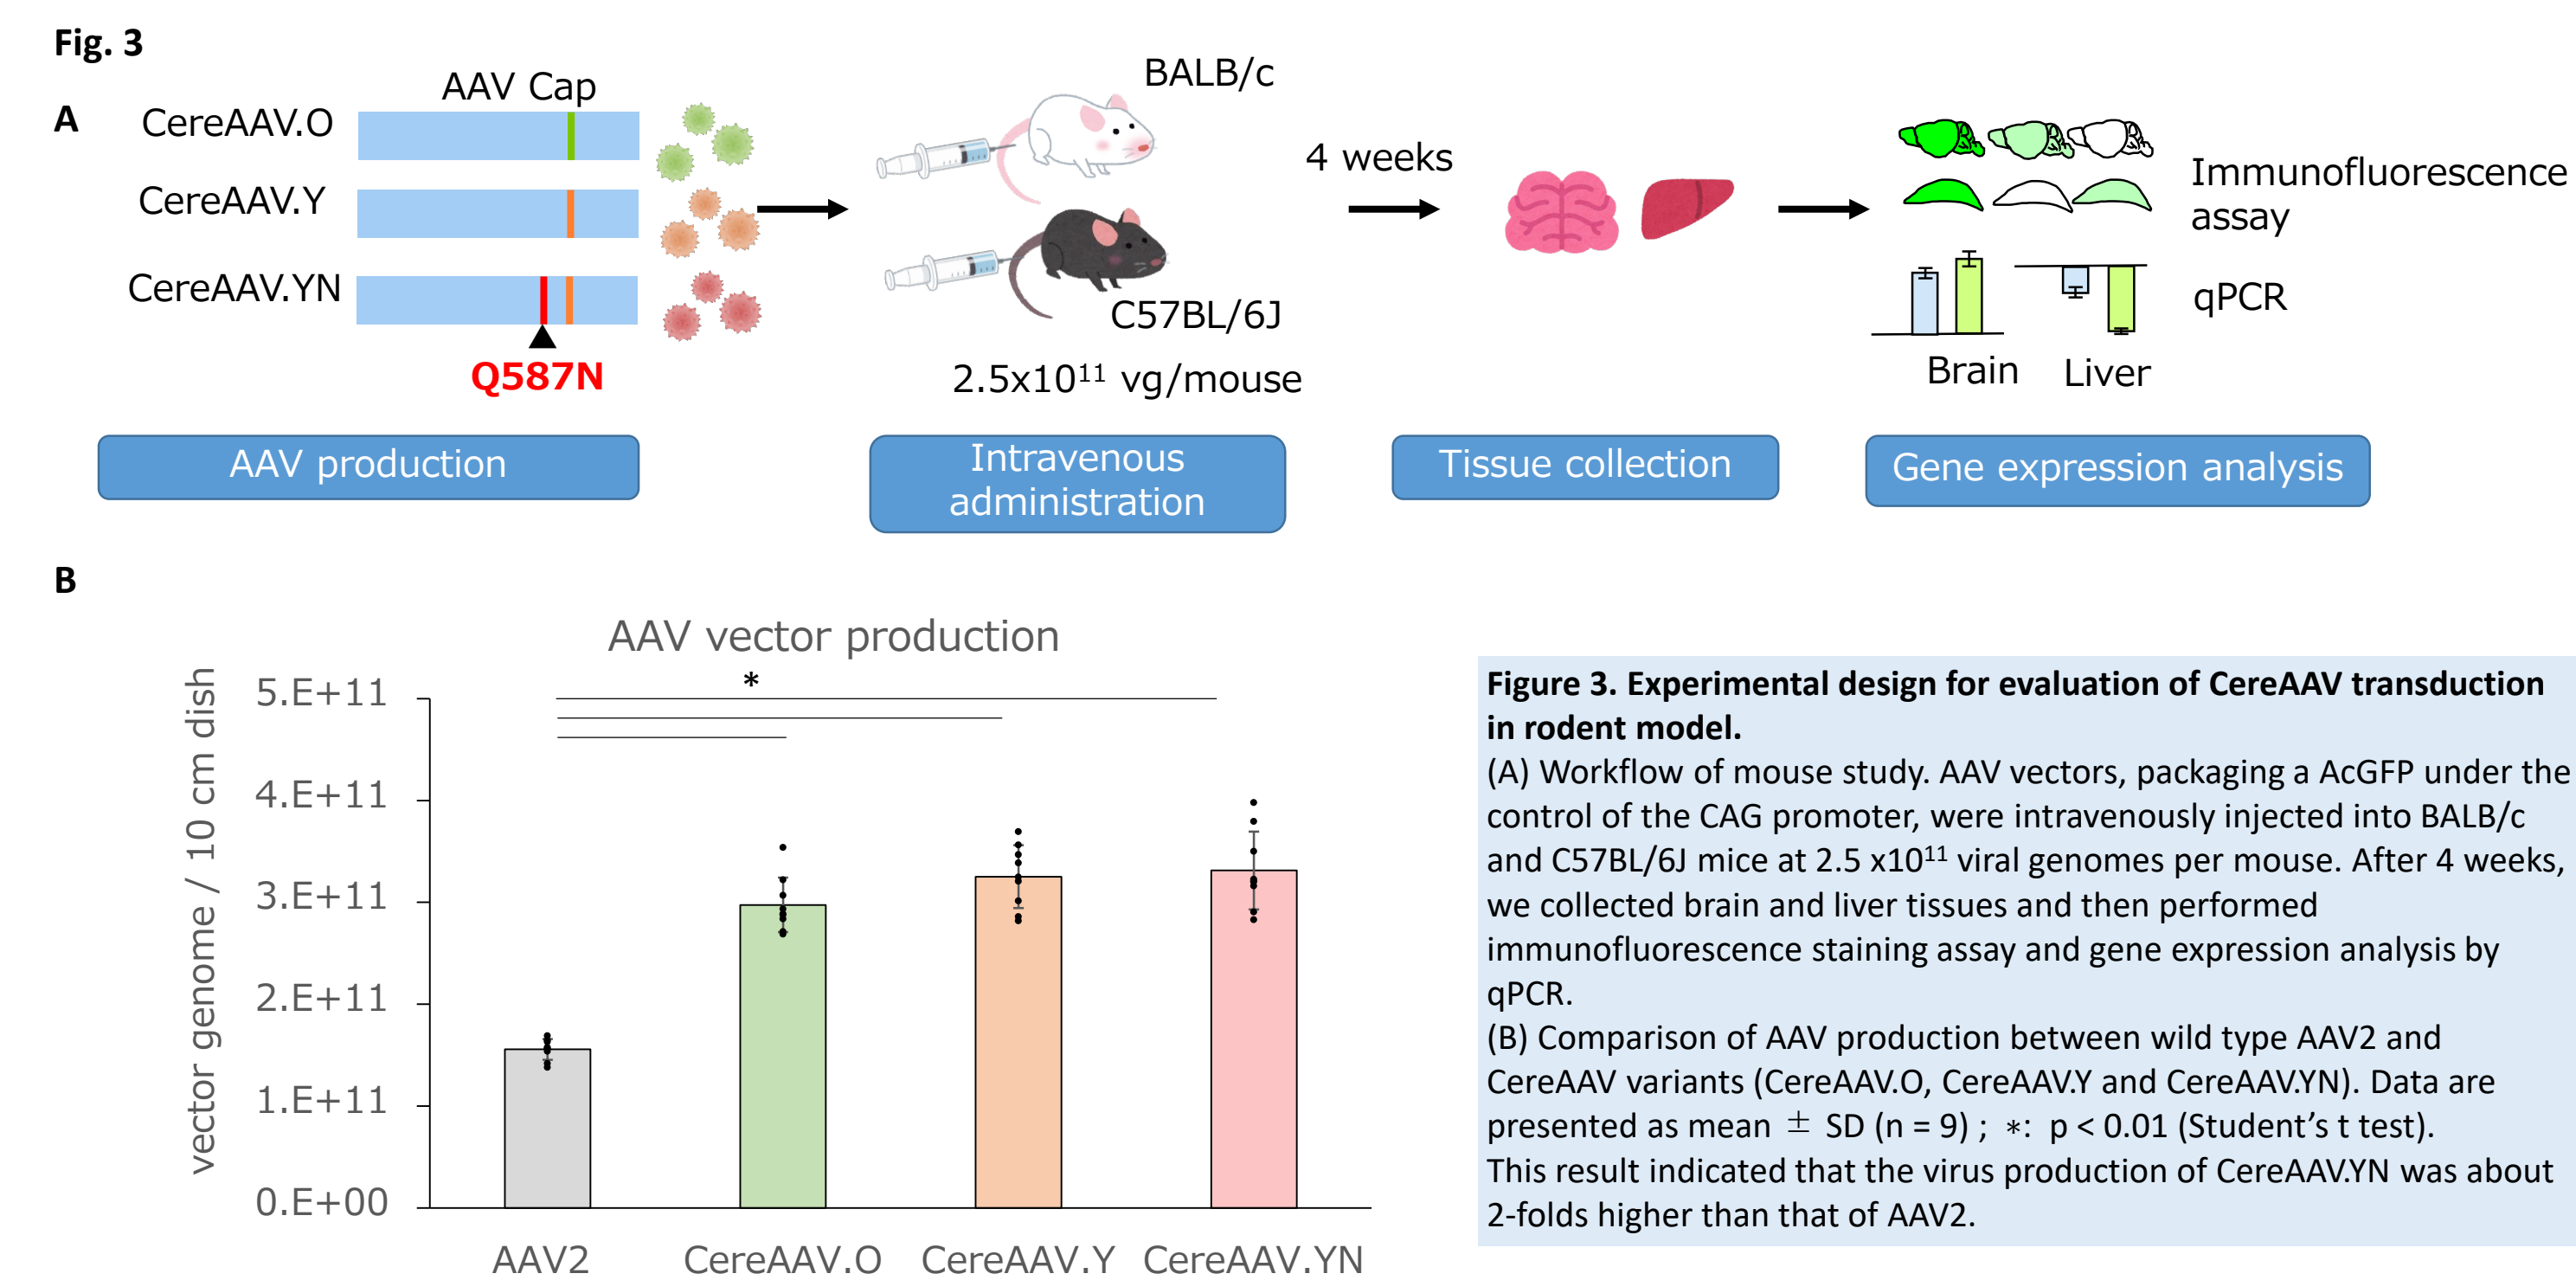 Fig. 3
A
AAV Cap
CereAAV.O
CereAAV.Y
CereAAV.YN
Q587N
BALB/c
C57BL/6J
2.5x10¹¹ vg/mouse
4 weeks
Immunofluorescence
assay
qPCR
Brain Liver
AAV production
Intravenous
administration
Tissue collection
Gene expression analysis
B
AAV vector production
*
vector genome / 10 cm dish
5.E+11
4.E+11
3.E+11
2.E+11
1.E+11
0.E+00
AAV2 CereAAV.O CereAAV.Y CereAAV.YN
Figure 3. Experimental design for evaluation of CereAAV transduction
in rodent model.
(A) Workflow of mouse study. AAV vectors, packaging a AcGFP under the
control of the CAG promoter, were intravenously injected into BALB/c
and C57BL/6J mice at 2.5 x10¹¹ viral genomes per mouse. After 4 weeks,
we collected brain and liver tissues and then performed
immunofluorescence staining assay and gene expression analysis by
qPCR.
(B) Comparison of AAV production between wild type AAV2 and
CereAAV variants (CereAAV.O, CereAAV.Y and CereAAV.YN). Data are
presented as mean ± SD (n = 9) ; *: p < 0.01 (Student's t test).
This result indicated that the virus production of CereAAV.YN was about
2-folds higher than that of AAV2.